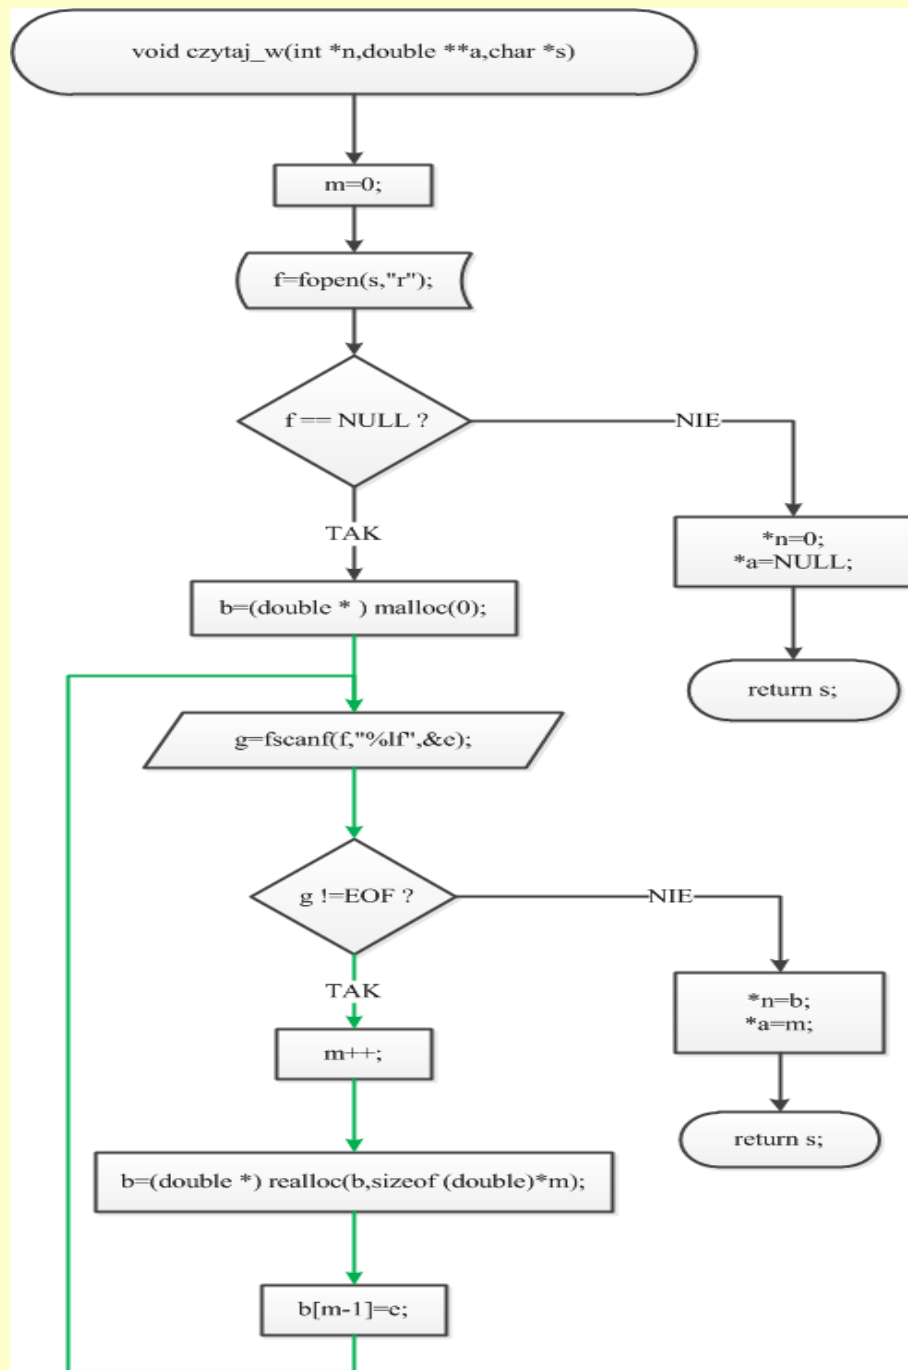 void czytaj_w(int *n,double **a,char *s)
m=0;
f=fopen(s,"r");
f == NULL ?
NIE
TAK
*n=0;
*a=NULL;
b=(double * ) malloc(0);
return s;
g=fscanf(f,"%lf",&e);
g !=EOF ?
NIE
TAK
*n=b;
*a=m;
m++;
return s;
b=(double *) realloc(b,sizeof (double)*m);
b[m-1]=e;